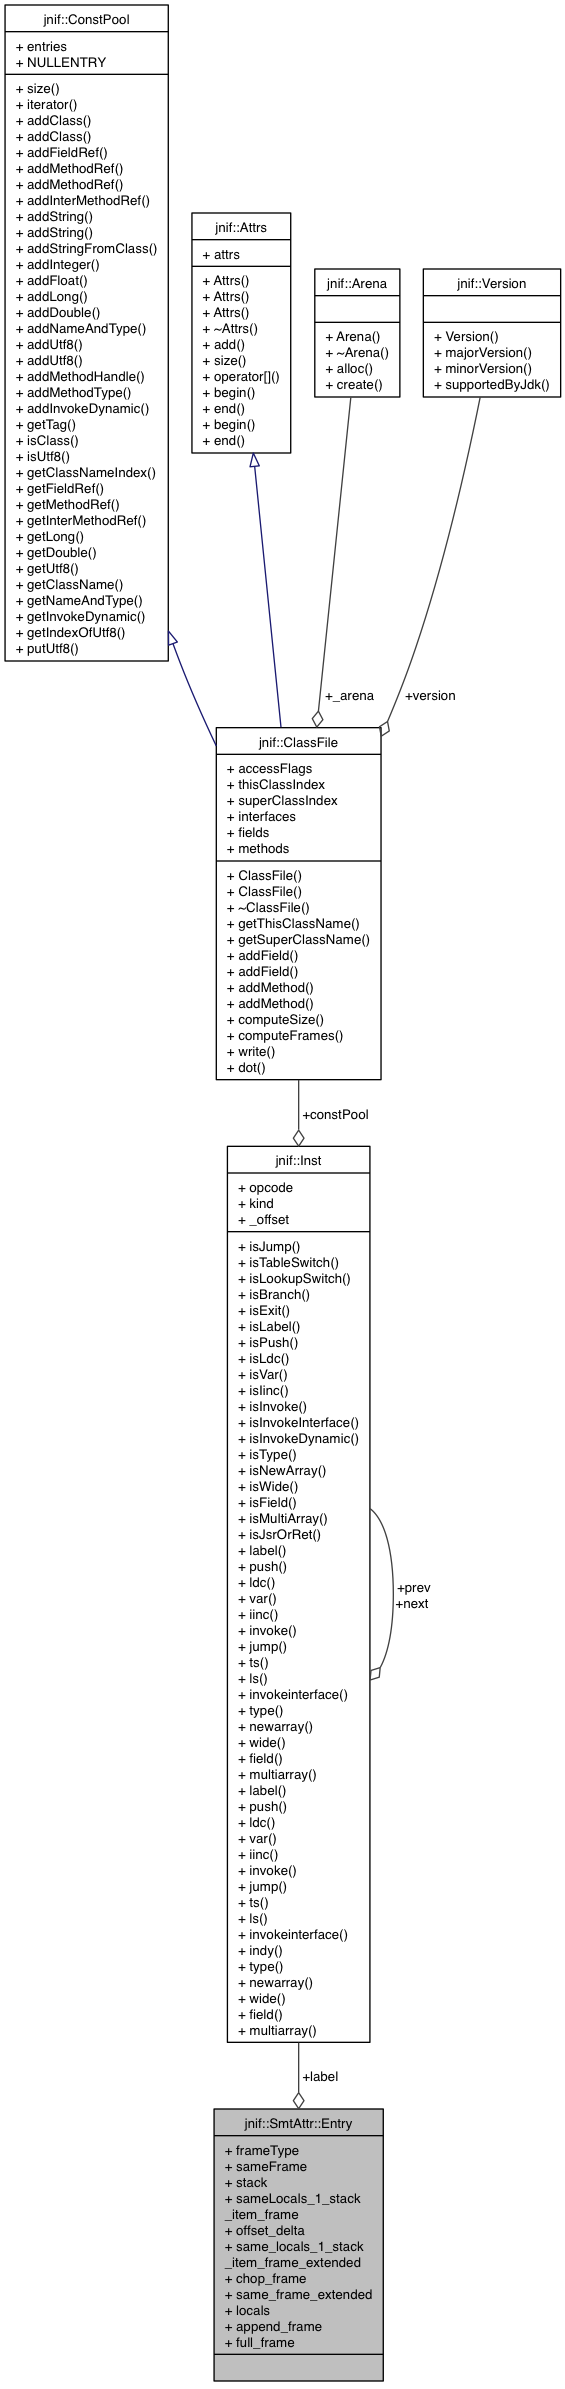 jnif::ConstPool
+ entries
+ NULLENTRY
+ size()
+ iterator()
+ addClass()
+ addClass()
+ addFieldRef()
+ addMethodRef()
+ addMethodRef()
+ addInterMethodRef()
+ addString()
+ addString()
+ addStringFromClass()
+ addInteger()
+ addFloat()
+ addLong()
+ addDouble()
+ addNameAndType()
+ addUtf8()
+ addUtf8()
+ addMethodHandle()
+ addMethodType()
+ addInvokeDynamic()
+ getTag()
+ isClass()
+ isUtf8()
+ getClassNameIndex()
+ getFieldRef()
+ getMethodRef()
+ getInterMethodRef()
+ getLong()
+ getDouble()
+ getUtf8()
+ getClassName()
+ getNameAndType()
+ getInvokeDynamic()
+ getIndexOfUtf8()
+ putUtf8()
jnif::Attrs
+ attrs
+ Attrs()
+ Attrs()
+ Attrs()
+ ~Attrs()
+ add()
+ size()
+ operator[]()
+ begin()
+ end()
+ begin()
+ end()
jnif::Arena
+ Arena()
+ ~Arena()
+ alloc()
+ create()
jnif::Version
+ Version()
+ majorVersion()
+ minorVersion()
+ supportedByJdk()
+_arena
+version
jnif::ClassFile
+ accessFlags
+ thisClassIndex
+ superClassIndex
+ interfaces
+ fields
+ methods
+ ClassFile()
+ ClassFile()
+ ~ClassFile()
+ getThisClassName()
+ getSuperClassName()
+ addField()
+ addField()
+ addMethod()
+ addMethod()
+ computeSize()
+ computeFrames()
+ write()
+ dot()
+constPool
jnif::Inst
+ opcode
+ kind
+ _offset
+ isJump()
+ isTableSwitch()
+ isLookupSwitch()
+ isBranch()
+ isExit()
+ isLabel()
+ isPush()
+ isLdc()
+ isVar()
+ isIinc()
+ isInvoke()
+ isInvokeInterface()
+ isInvokeDynamic()
+ isType()
+ isNewArray()
+ isWide()
+ isField()
+ isMultiArray()
+ isJsrOrRet()
+ label()
+ push()
+ ldc()
+ var()
+ iinc()
+ invoke()
+ jump()
+ ts()
+ ls()
+ invokeinterface()
+ type()
+ newarray()
+ wide()
+ field()
+ multiarray()
+ label()
+ push()
+ ldc()
+ var()
+ iinc()
+ invoke()
+ jump()
+ ts()
+ ls()
+ invokeinterface()
+ indy()
+ type()
+ newarray()
+ wide()
+ field()
+ multiarray()
+prev
+next
+label
jnif::SmtAttr::Entry
+ frameType
+ sameFrame
+ stack
+ sameLocals_1_stack
_item_frame
+ offset_delta
+ same_locals_1_stack
_item_frame_extended
+ chop_frame
+ same_frame_extended
+ locals
+ append_frame
+ full_frame